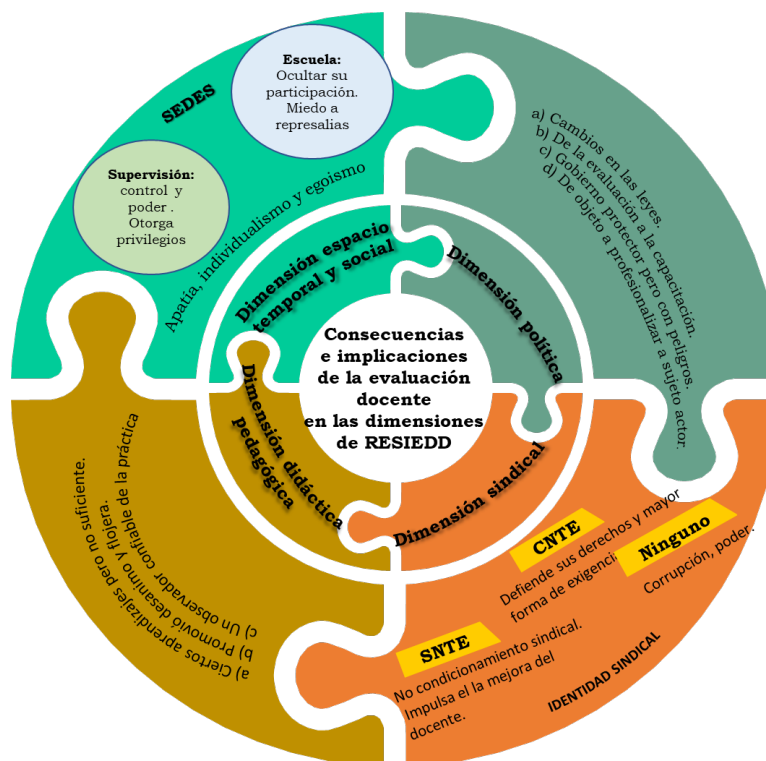 SEDES
Escuela:
Ocultar su
participación.
Miedo a
represalias
Supervisión:
control y
poder .
Otorga
privilegios
Apatía, individualismo y egoismo
a) Cambios en las leyes.
b) De la evaluación a la capacitación.
c) Gobierno protector pero con peligros.
d) De objeto a profesionalizar a sujeto actor.
Dimensión espacio
temporal y social
Dimensión política
Consecuencias
e implicaciones
de la evaluación
docente
en las dimensiones
de RESIEDD
Dimensión didáctica
pedagógica
Dimensión sindical
a) Ciertos aprendizajes pero no suficiente.
b) Promovió desanimo y flojera.
c) Un observador confiable de la práctica
CNTE
Defiende sus derechos y mayor
forma de exigenci
Ninguno
Corrupción, poder.
SNTE
No condicionamiento sindical.
Impulsa el la mejora del
docente.
IDENTIDAD SINDICAL